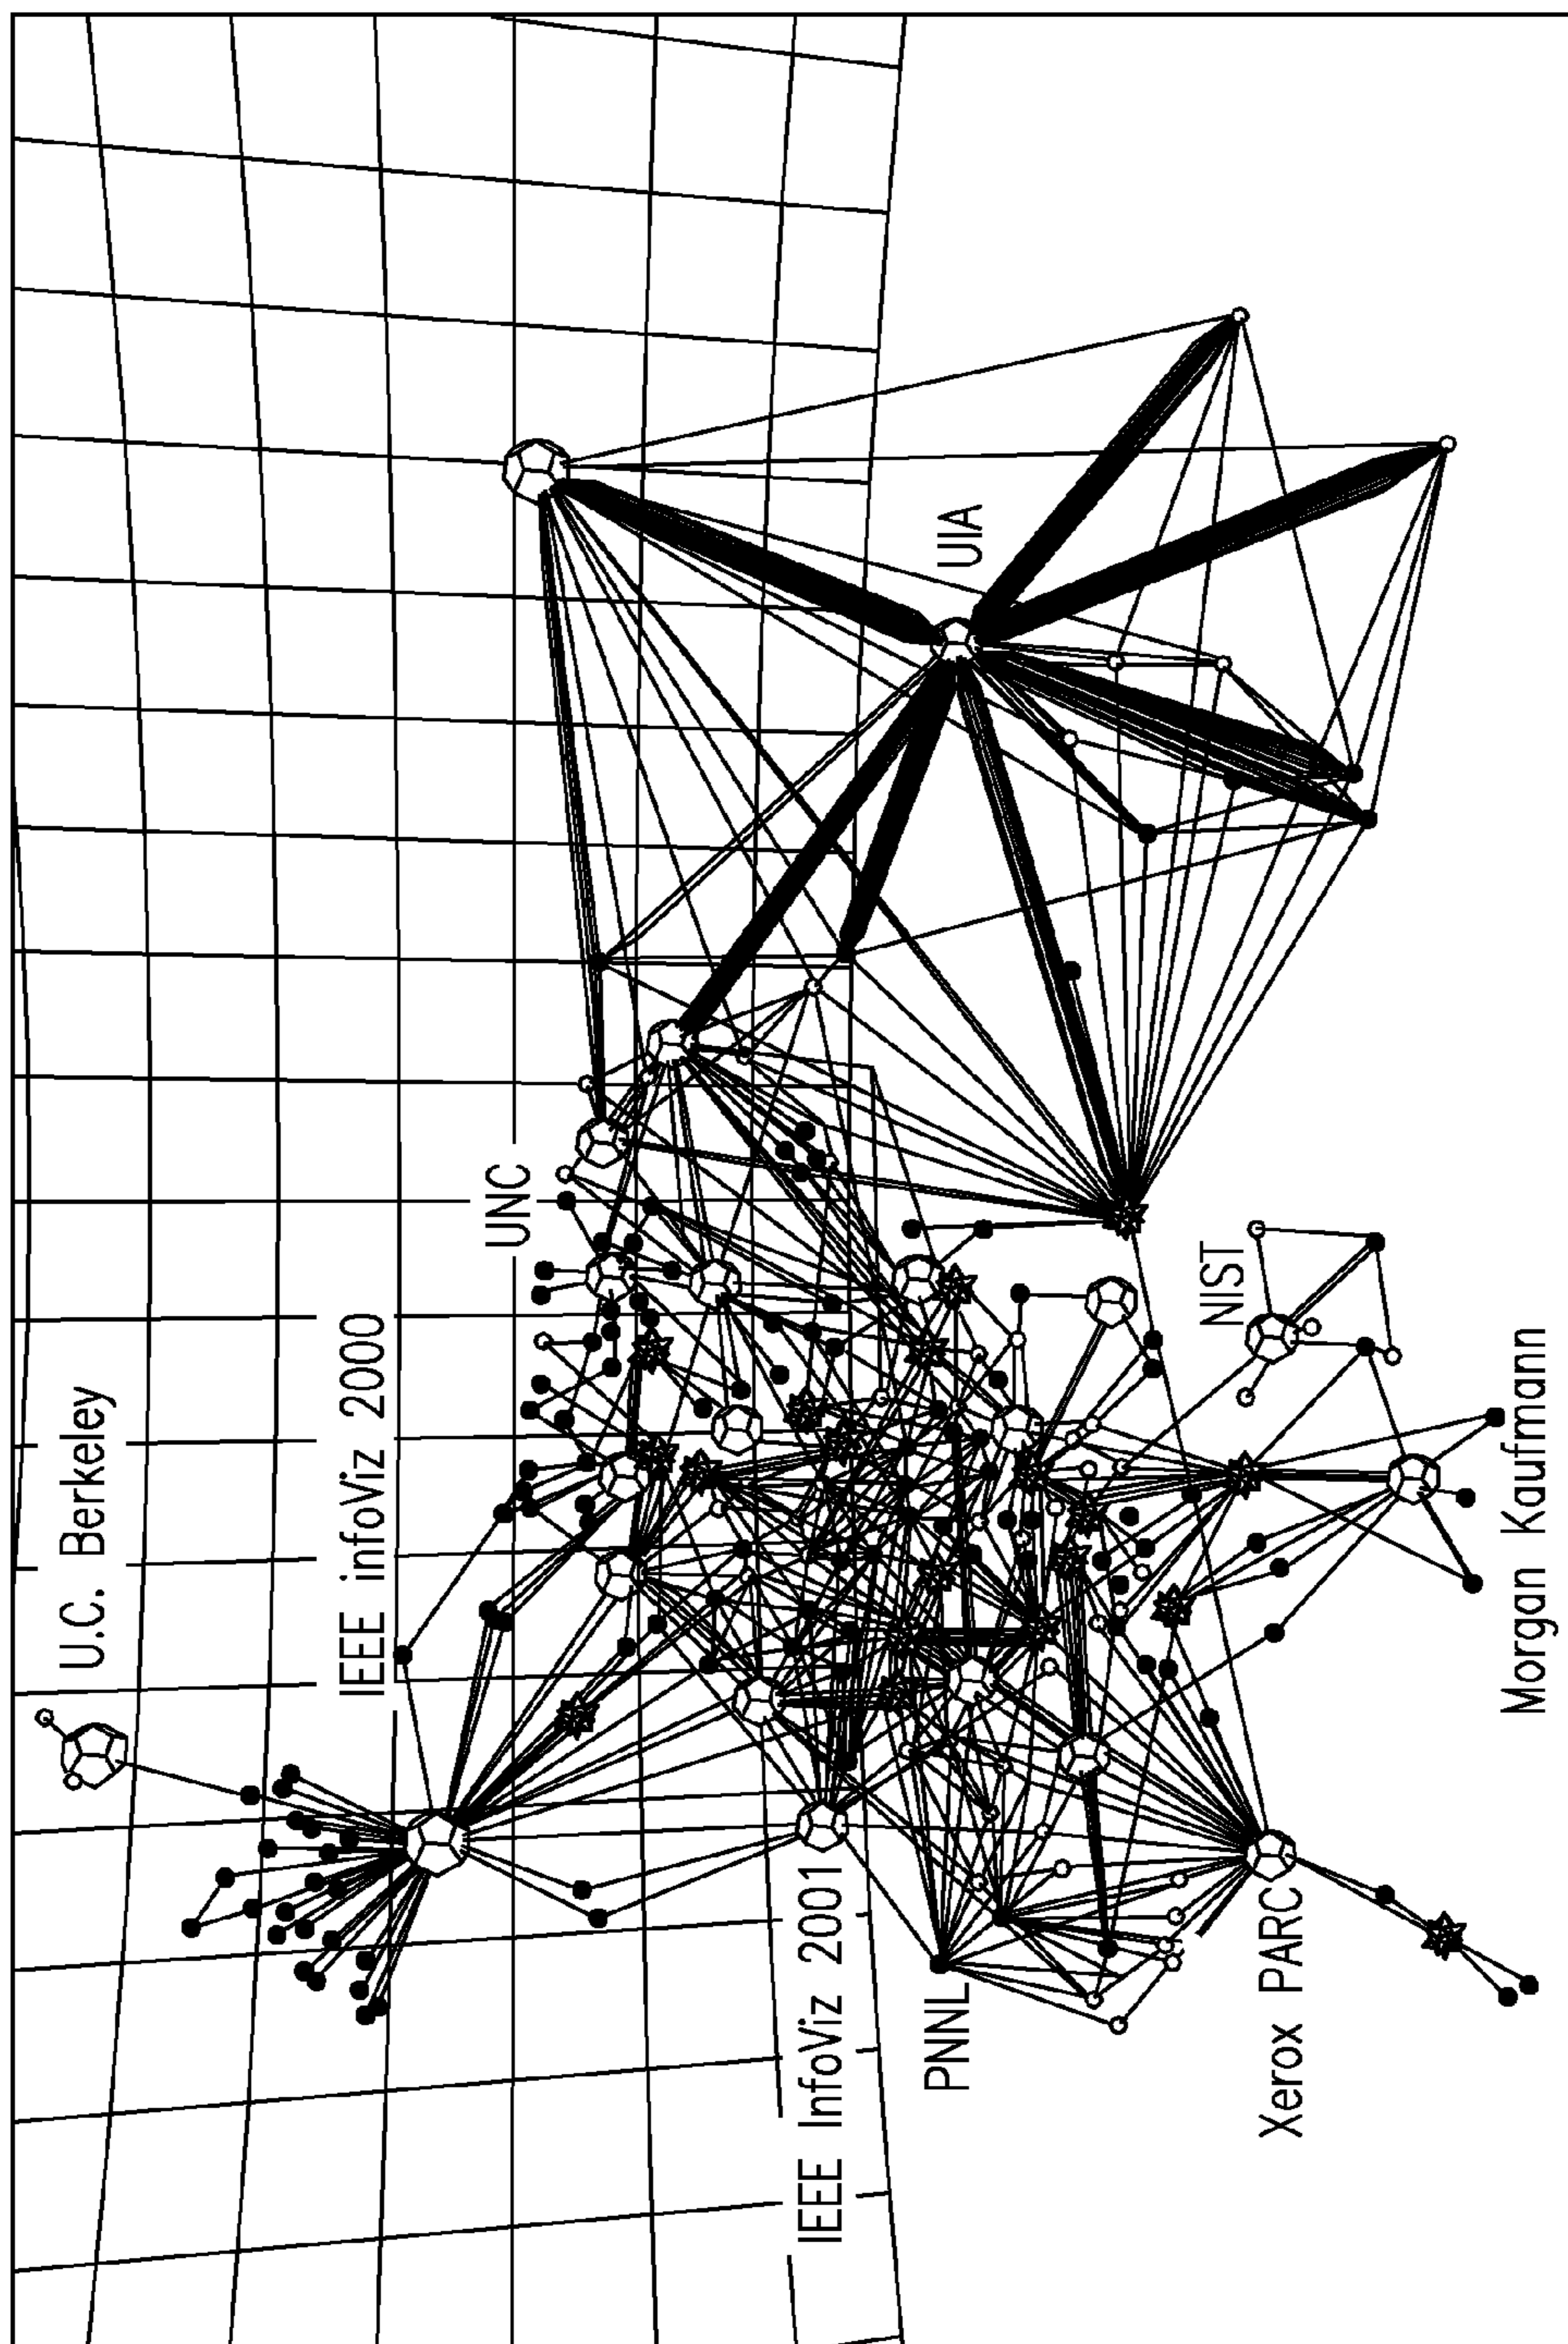 U.C. Berkeley
IEEE infoViz 2000
UNC
IEEE InfoViz 2001
PNNL
UIA
NIST
Xerox PARC
Morgan Kaufmann